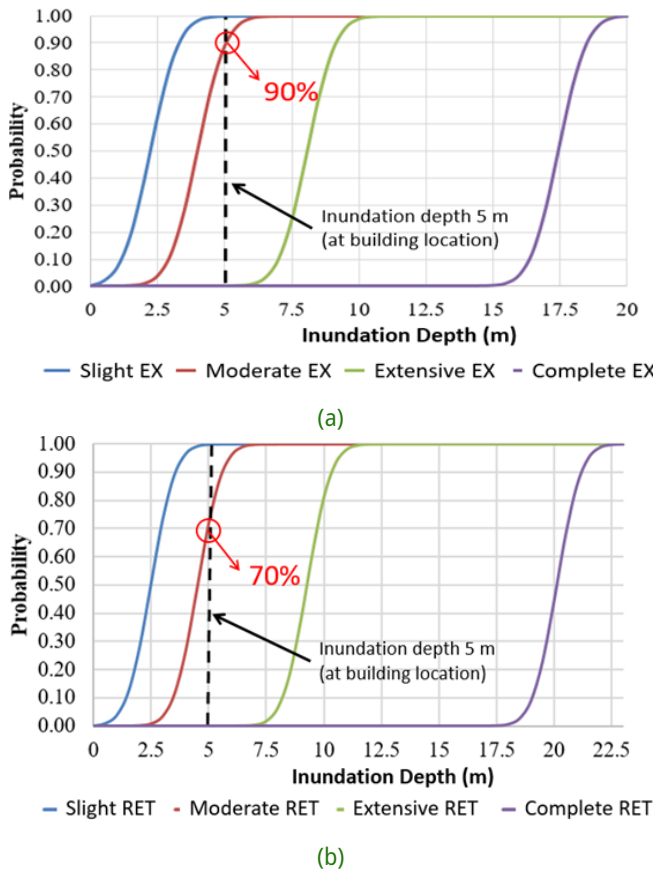 1.00
0.90
0.80
0.70
0.60
0.50
0.40
0.30
0.20
0.10
0.00
Probability
90%
Inundation depth 5 m
(at building location)
0 2.5 5 7.5 10 12.5 15 17.5 20
Inundation Depth (m)
Slight EX Moderate EX Extensive EX Complete EX
(a)
1.00
0.90
0.80
0.70
0.60
0.50
0.40
0.30
0.20
0.10
0.00
Probability
70%
Inundation depth 5 m
(at building location)
0 2.5 5 7.5 10 12.5 15 17.5 20 22.5
Inundation Depth (m)
Slight RET Moderate RET Extensive RET Complete RET
(b)